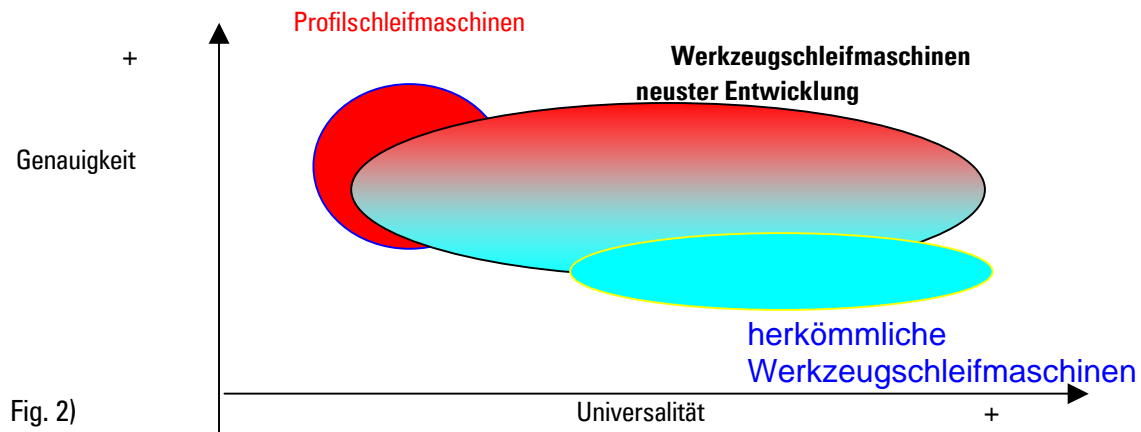 Profilschleifmaschinen
+
Werkzeugschleifmaschinen
neuster Entwicklung
Genauigkeit
herkömmliche
Werkzeugschleifmaschinen
Fig. 2)
Universalität
+